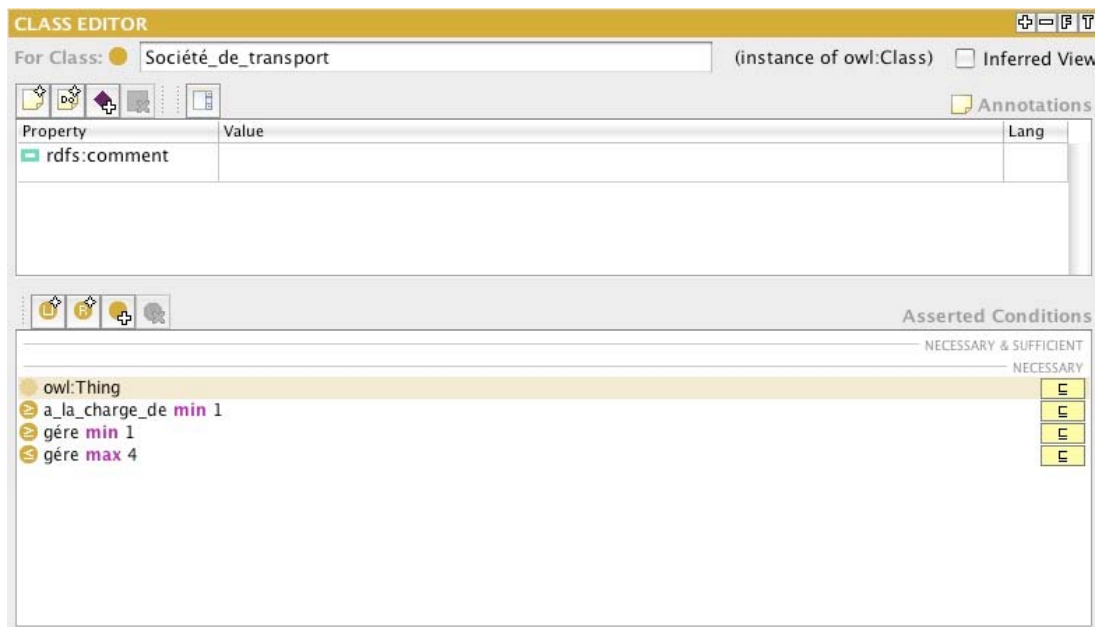 CLASS EDITOR
For Class: Société_de_transport (instance of owl:Class) Inferred View
Annotations
Property Value Lang
rdfs:comment
Asserted Conditions
NECESSARY & SUFFICIENT
NECESSARY
owl:Thing
a_la_charge_de min 1
gére min 1
gére max 4